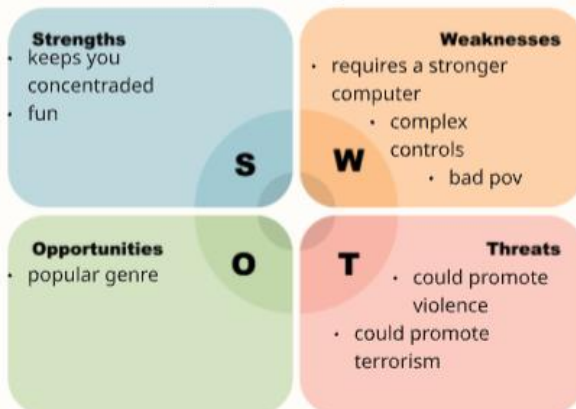 Strengths
• keeps you
concentraded
• fun
S
Weaknesses
• requires a stronger
computer
• complex
controls
• bad pov
W
Opportunities
• popular genre
O
Threats
• could promote
violence
• could promote
terrorism
T